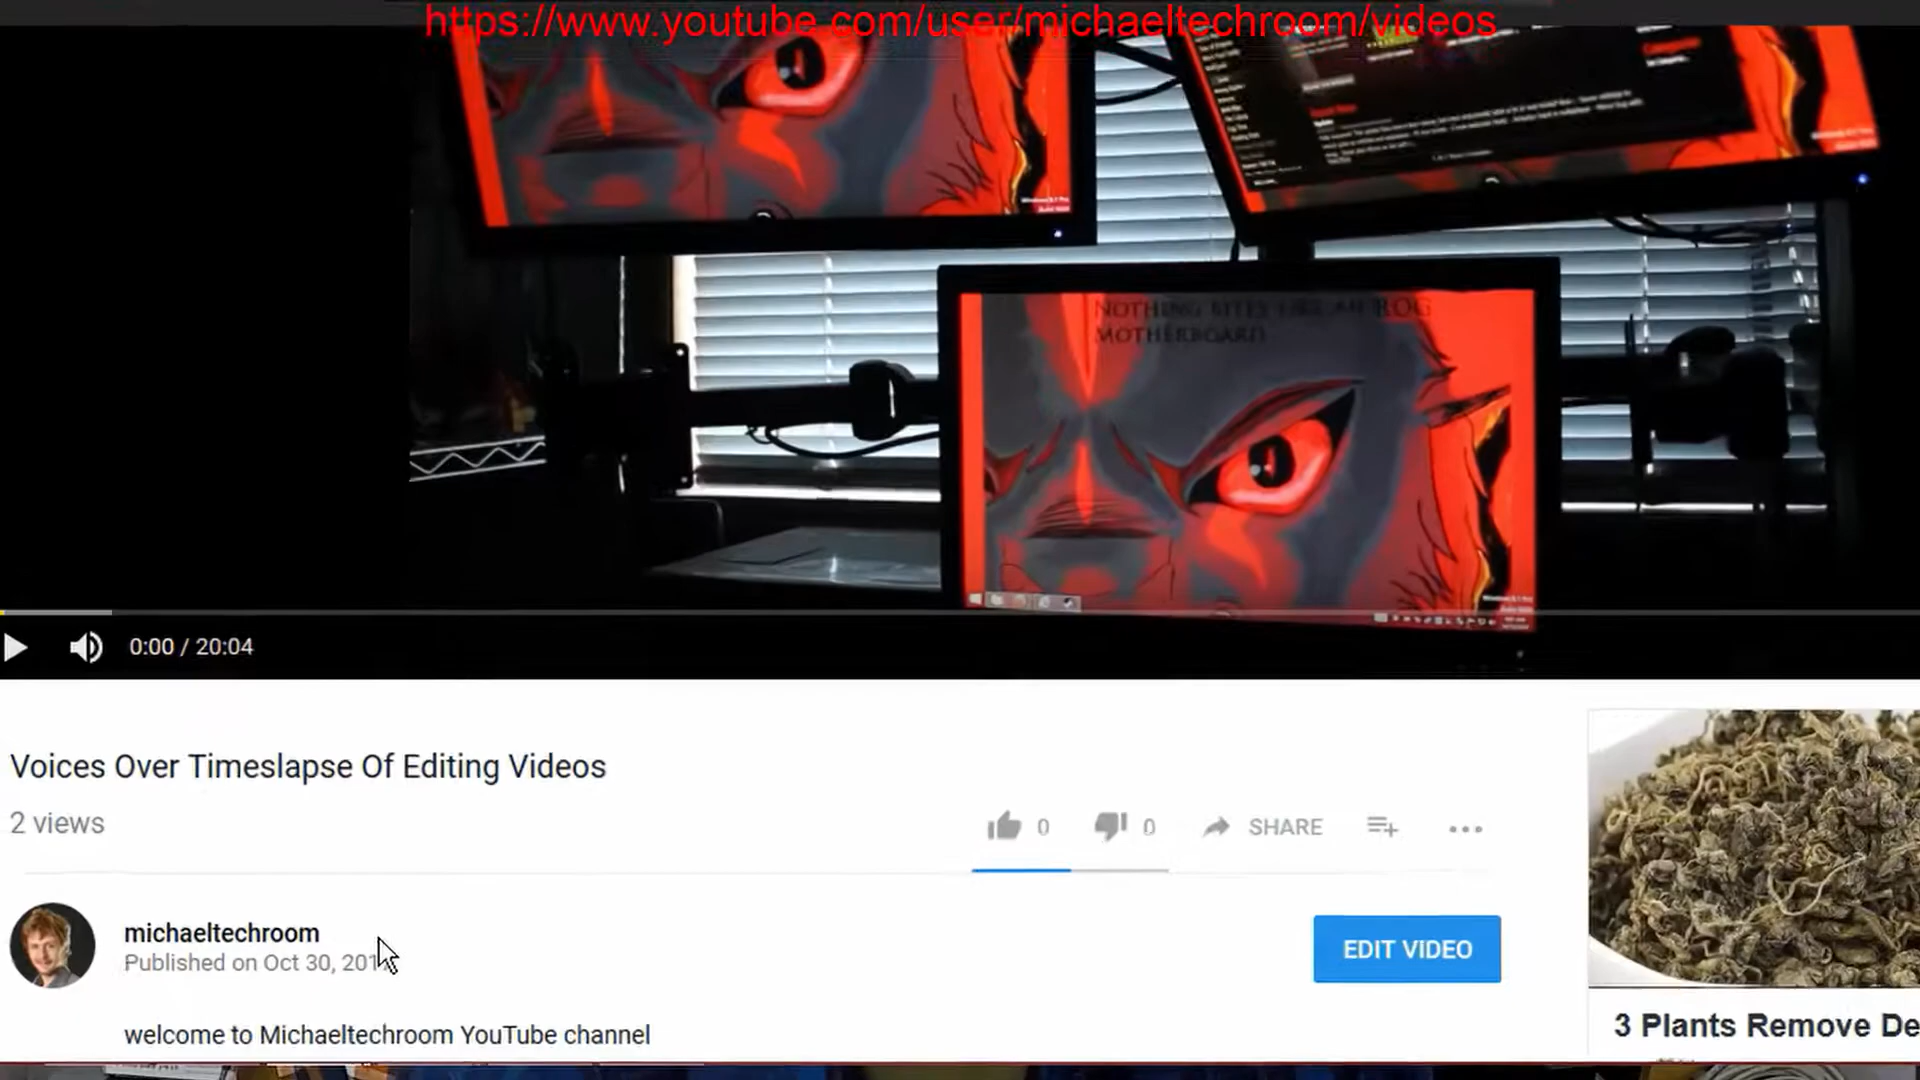 https://www.youtube.com/user/michaeltechroom/videos
NOTHING BITES LIKE AN ROG
MOTHERBOARD
0:00 / 20:04
Voices Over Timeslapse Of Editing Videos
2 views
0
0
SHARE
michaeltechroom
Published on Oct 30, 201
EDIT VIDEO
welcome to Michaeltechroom YouTube channel
3 Plants Remove De